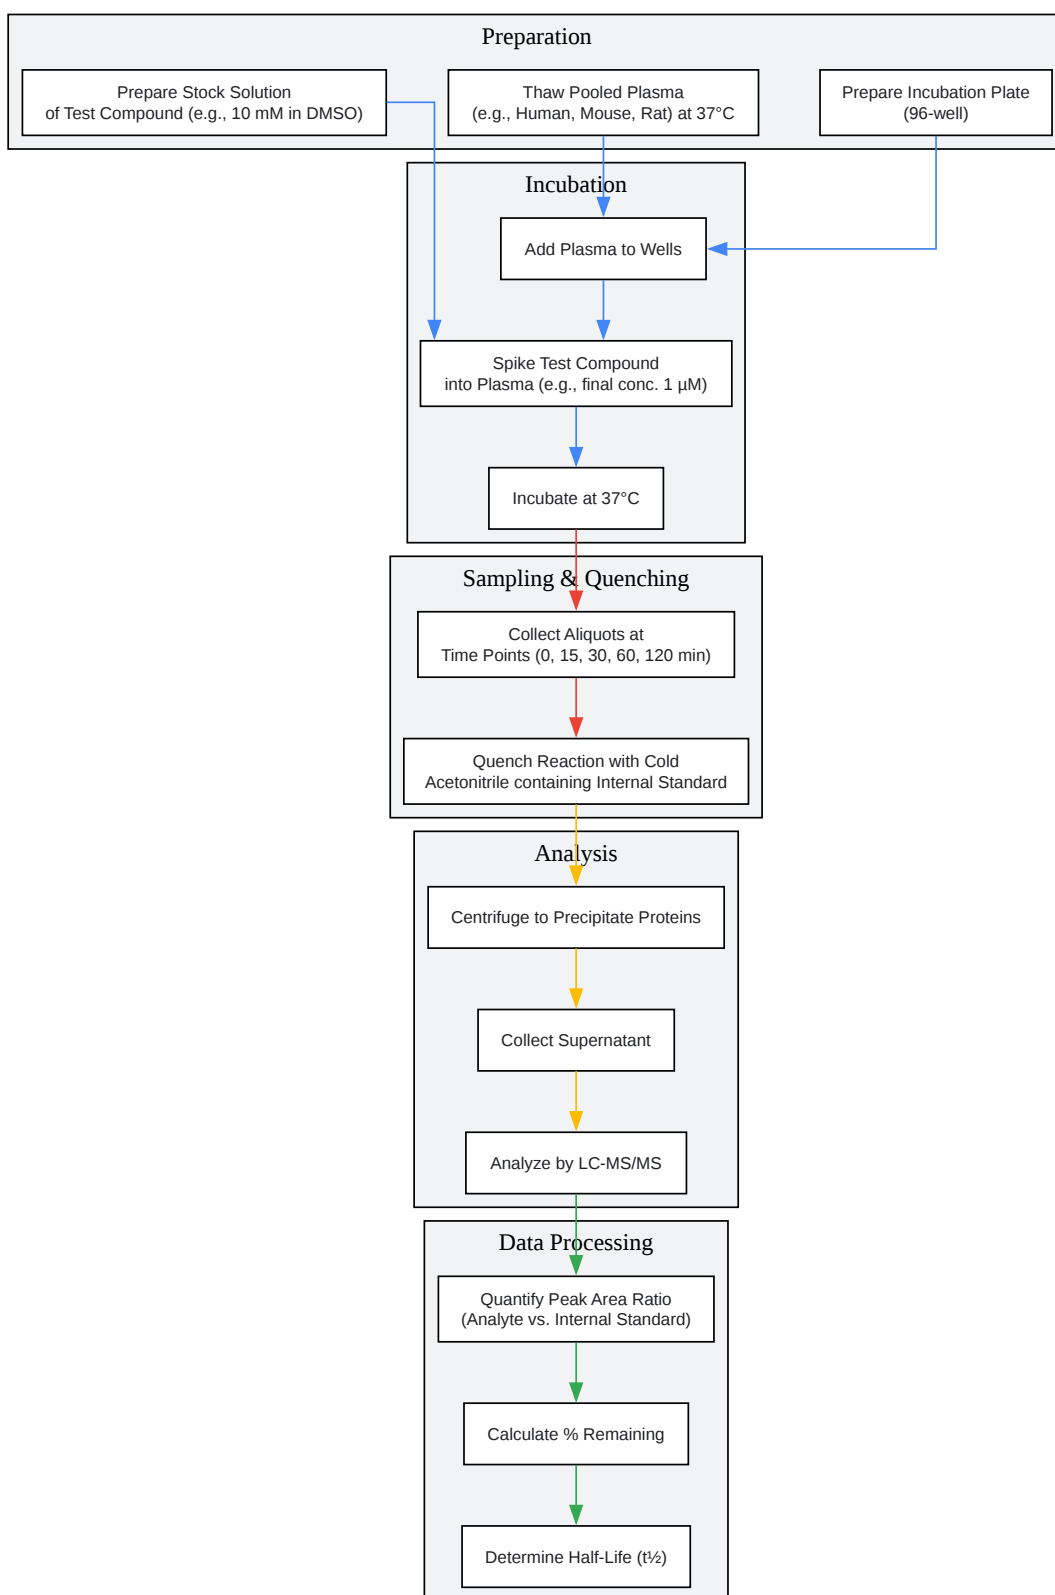 Preparation
Prepare Stock Solution
of Test Compound (e.g., 10 mM in DMSO)
Thaw Pooled Plasma
(e.g., Human, Mouse, Rat) at 37°C
Prepare Incubation Plate
(96-well)
Incubation
Add Plasma to Wells
Spike Test Compound
into Plasma (e.g., final conc. 1 µM)
Incubate at 37°C
Sampling & Quenching
Collect Aliquots at
Time Points (0, 15, 30, 60, 120 min)
Quench Reaction with Cold
Acetonitrile containing Internal Standard
Analysis
Centrifuge to Precipitate Proteins
Collect Supernatant
Analyze by LC-MS/MS
Data Processing
Quantify Peak Area Ratio
(Analyte vs. Internal Standard)
Calculate % Remaining
Determine Half-Life (t½)